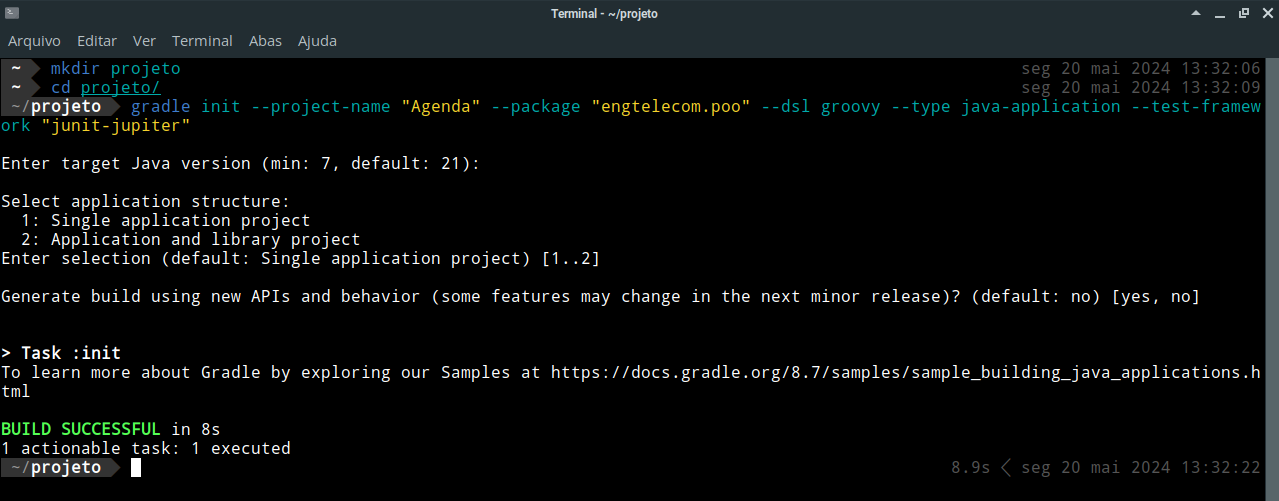 Terminal - ~/projeto
Arquivo Editar Ver Terminal Abas Ajuda
~ mkdir projeto seg 20 mai 2024 13:32:06
~ cd projeto/ seg 20 mai 2024 13:32:09
~/projeto gradle init --project-name "Agenda" --package "engtelecom.poo" --dsl groovy --type java-application --test-framew
ork "junit-jupiter"
Enter target Java version (min: 7, default: 21):
Select application structure:
1: Single application project
2: Application and library project
Enter selection (default: Single application project) [1..2]
Generate build using new APIs and behavior (some features may change in the next minor release)? (default: no) [yes, no]
> Task :init
To learn more about Gradle by exploring our Samples at https://docs.gradle.org/8.7/samples/sample_building_java_applications.h
tml
BUILD SUCCESSFUL in 8s
1 actionable task: 1 executed
~/projeto 8.9s < seg 20 mai 2024 13:32:22